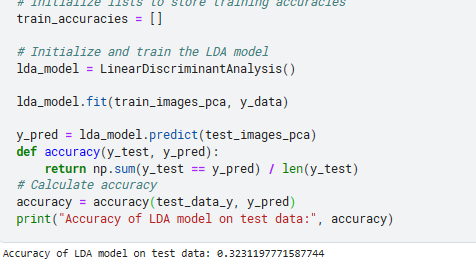 # Initialize lists to store training accuracies
train_accuracies = []
# Initialize and train the LDA model
lda_model = LinearDiscriminantAnalysis()
lda_model.fit(train_images_pca, y_data)
y_pred = lda_model.predict(test_images_pca)
def accuracy(y_test, y_pred):
    return np.sum(y_test == y_pred) / len(y_test)
# Calculate accuracy
accuracy = accuracy(test_data_y, y_pred)
print("Accuracy of LDA model on test data:", accuracy)
Accuracy of LDA model on test data: 0.3231197771587744